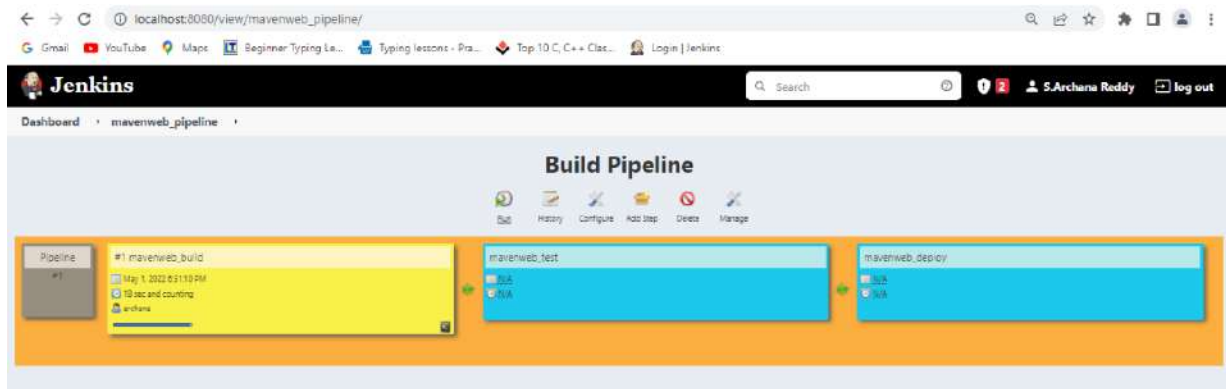 localhost:8080/view/mavenweb_pipeline/
Gmail YouTube Maps Beginner Typing Le... Typing lessons - Pra... Top 10 C, C++ Clas... Login | Jenkins
Jenkins Search 2 S.Archana Reddy log out
Dashboard mavenweb_pipeline
Build Pipeline
Run History Configure Add Step Delete Manage
Pipeline #1 mavenweb_build mavenweb_test mavenweb_deploy
#1 May 1, 2022 6:51:10 PM N/A N/A
18 sec and counting N/A N/A
archana